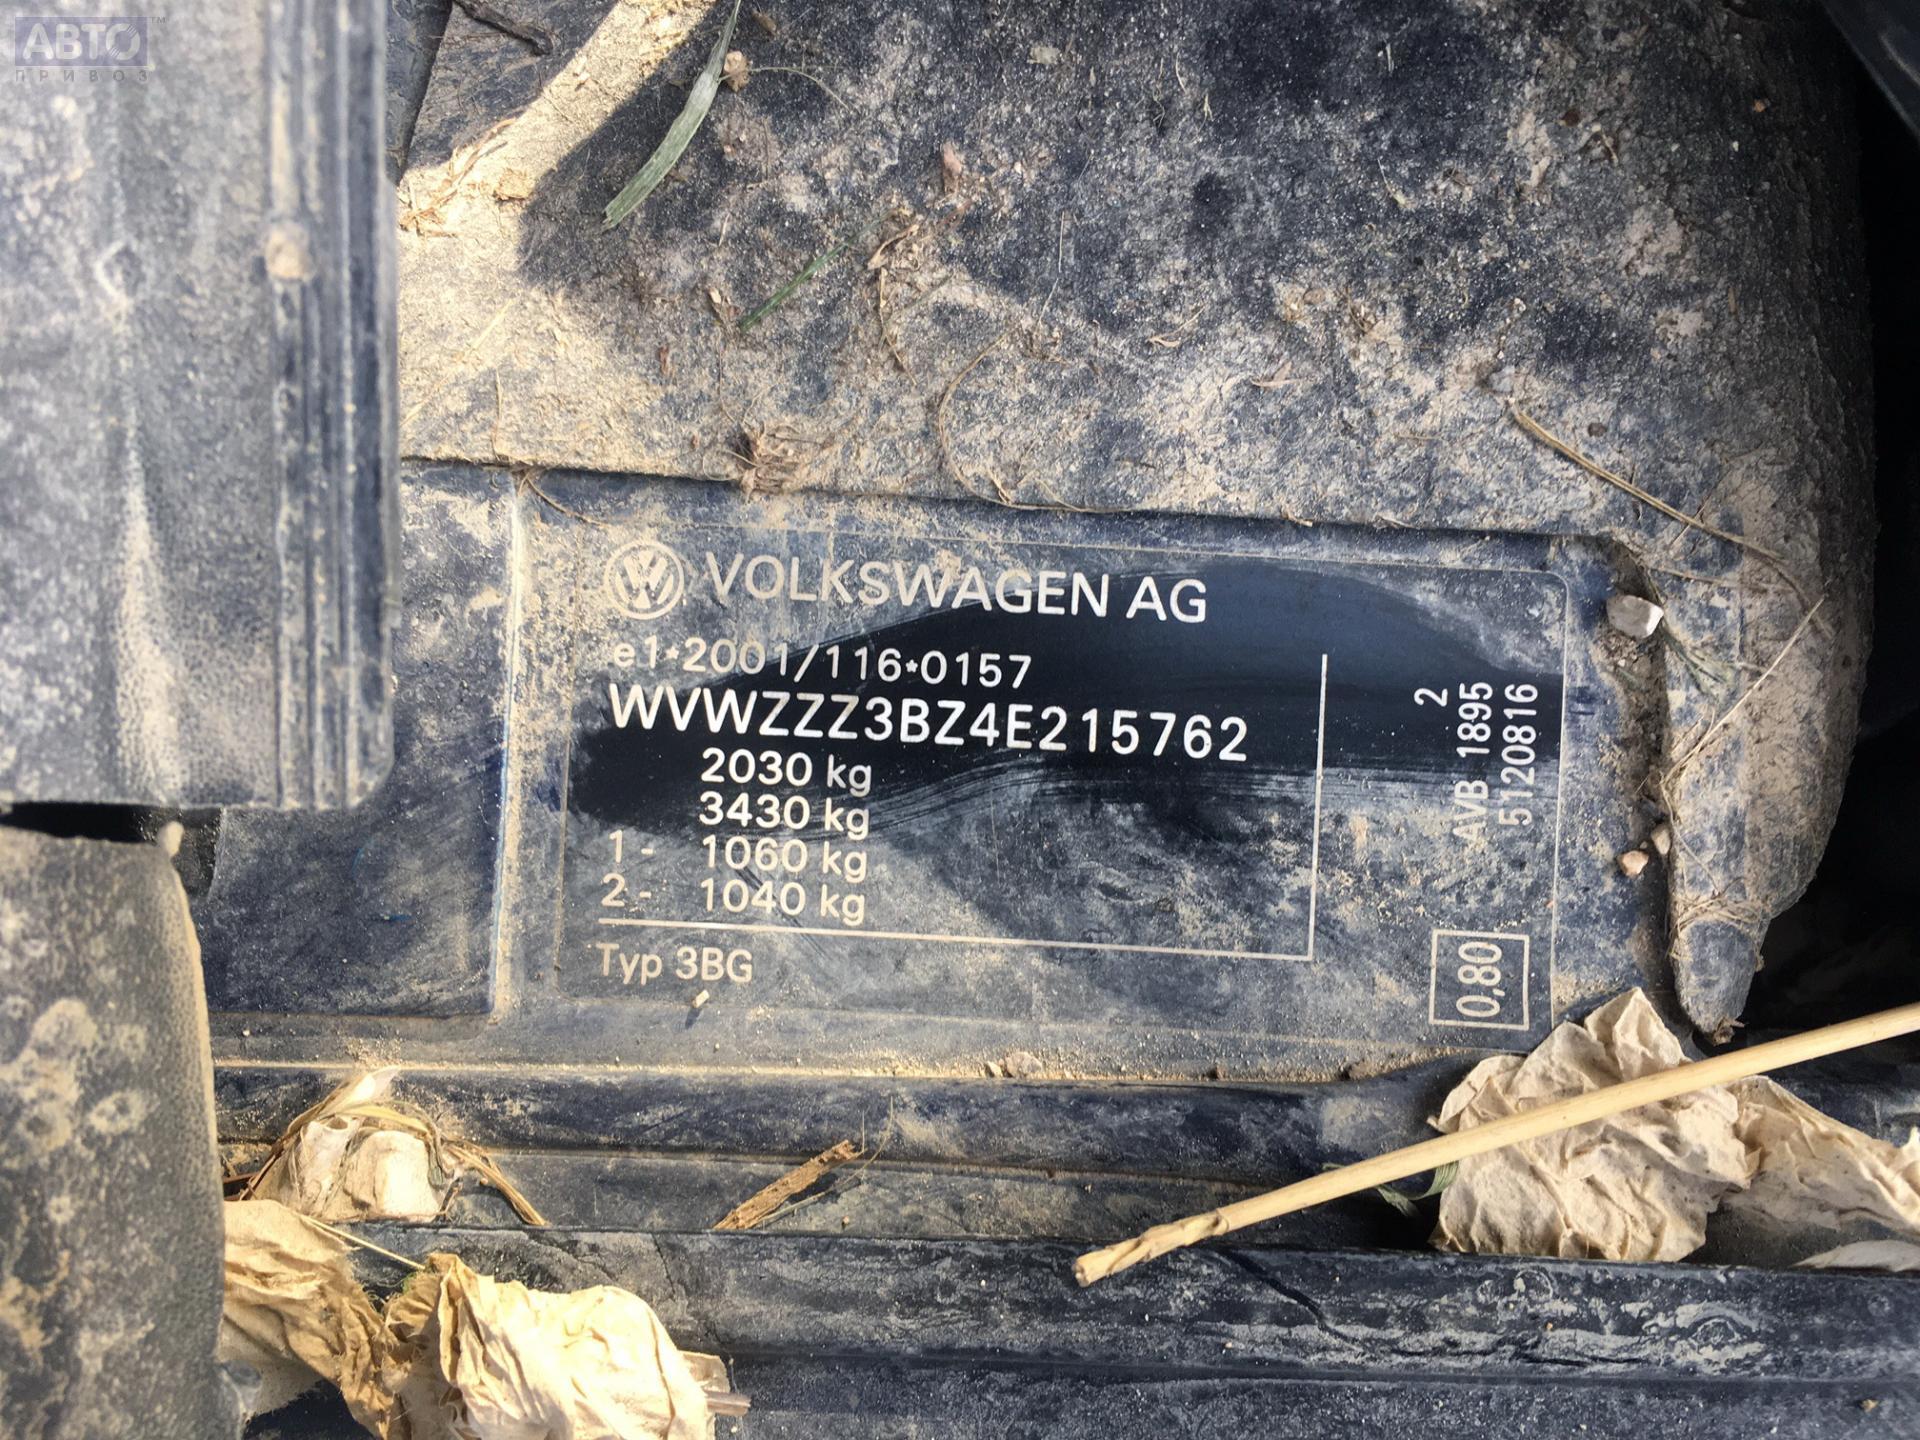 АВТО™
ПРИВОЗ
VOLKSWAGEN AG
e1*2001/116*0157
WVWZZZ3BZ4E215762
2030 kg
3430 kg
1 - 1060 kg
2 - 1040 kg
Typ 3BG
2
AVB 1895
5120816
0,80